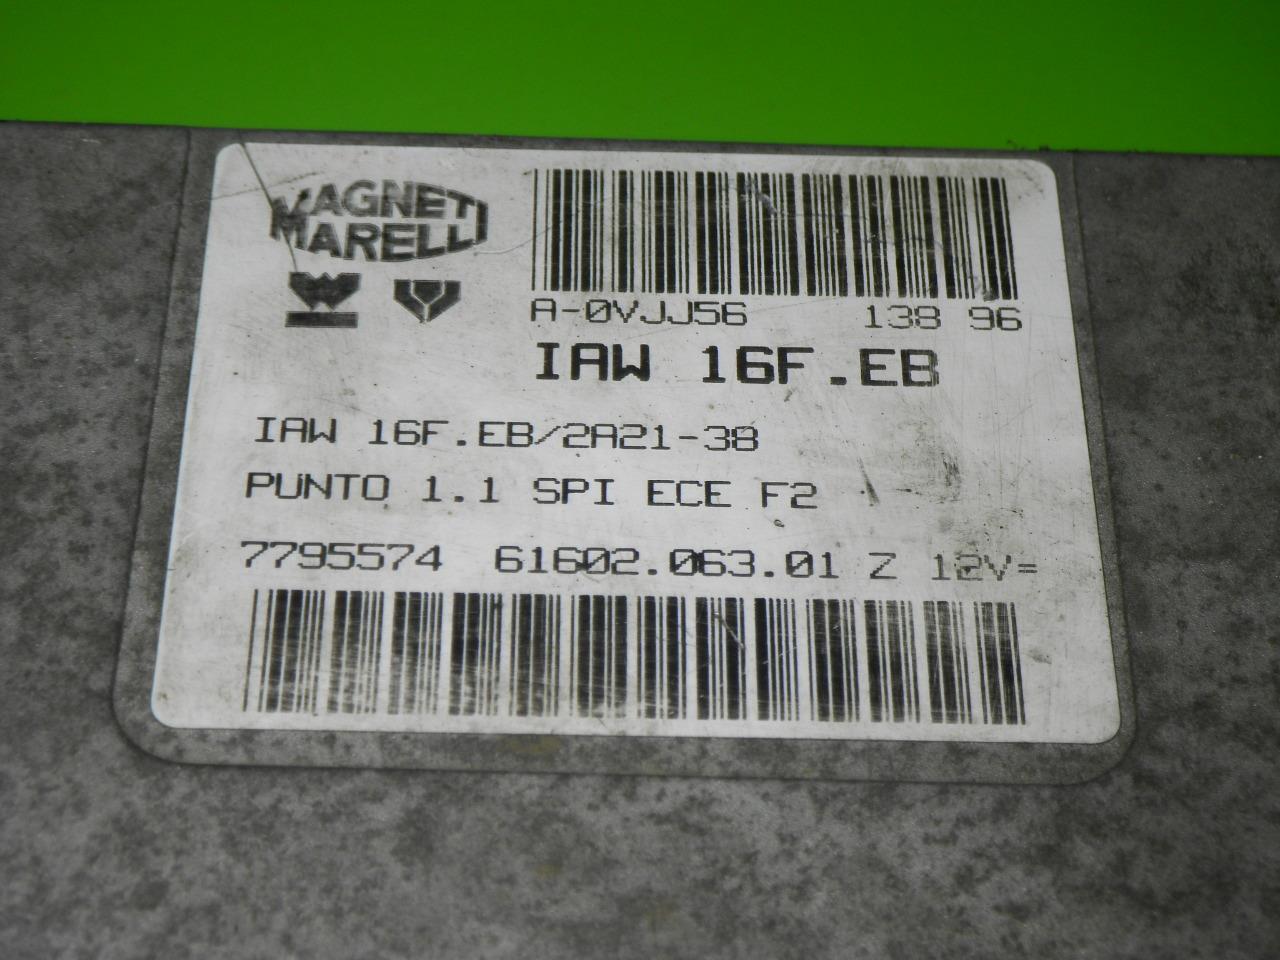 MAGNETI
MARELLI
A-0VJJ56 138 96
IAW 16F.EB
IAW 16F.EB/2A21-38
PUNTO 1.1 SPI ECE F2
7795574 61602.063.01 Z 12V=